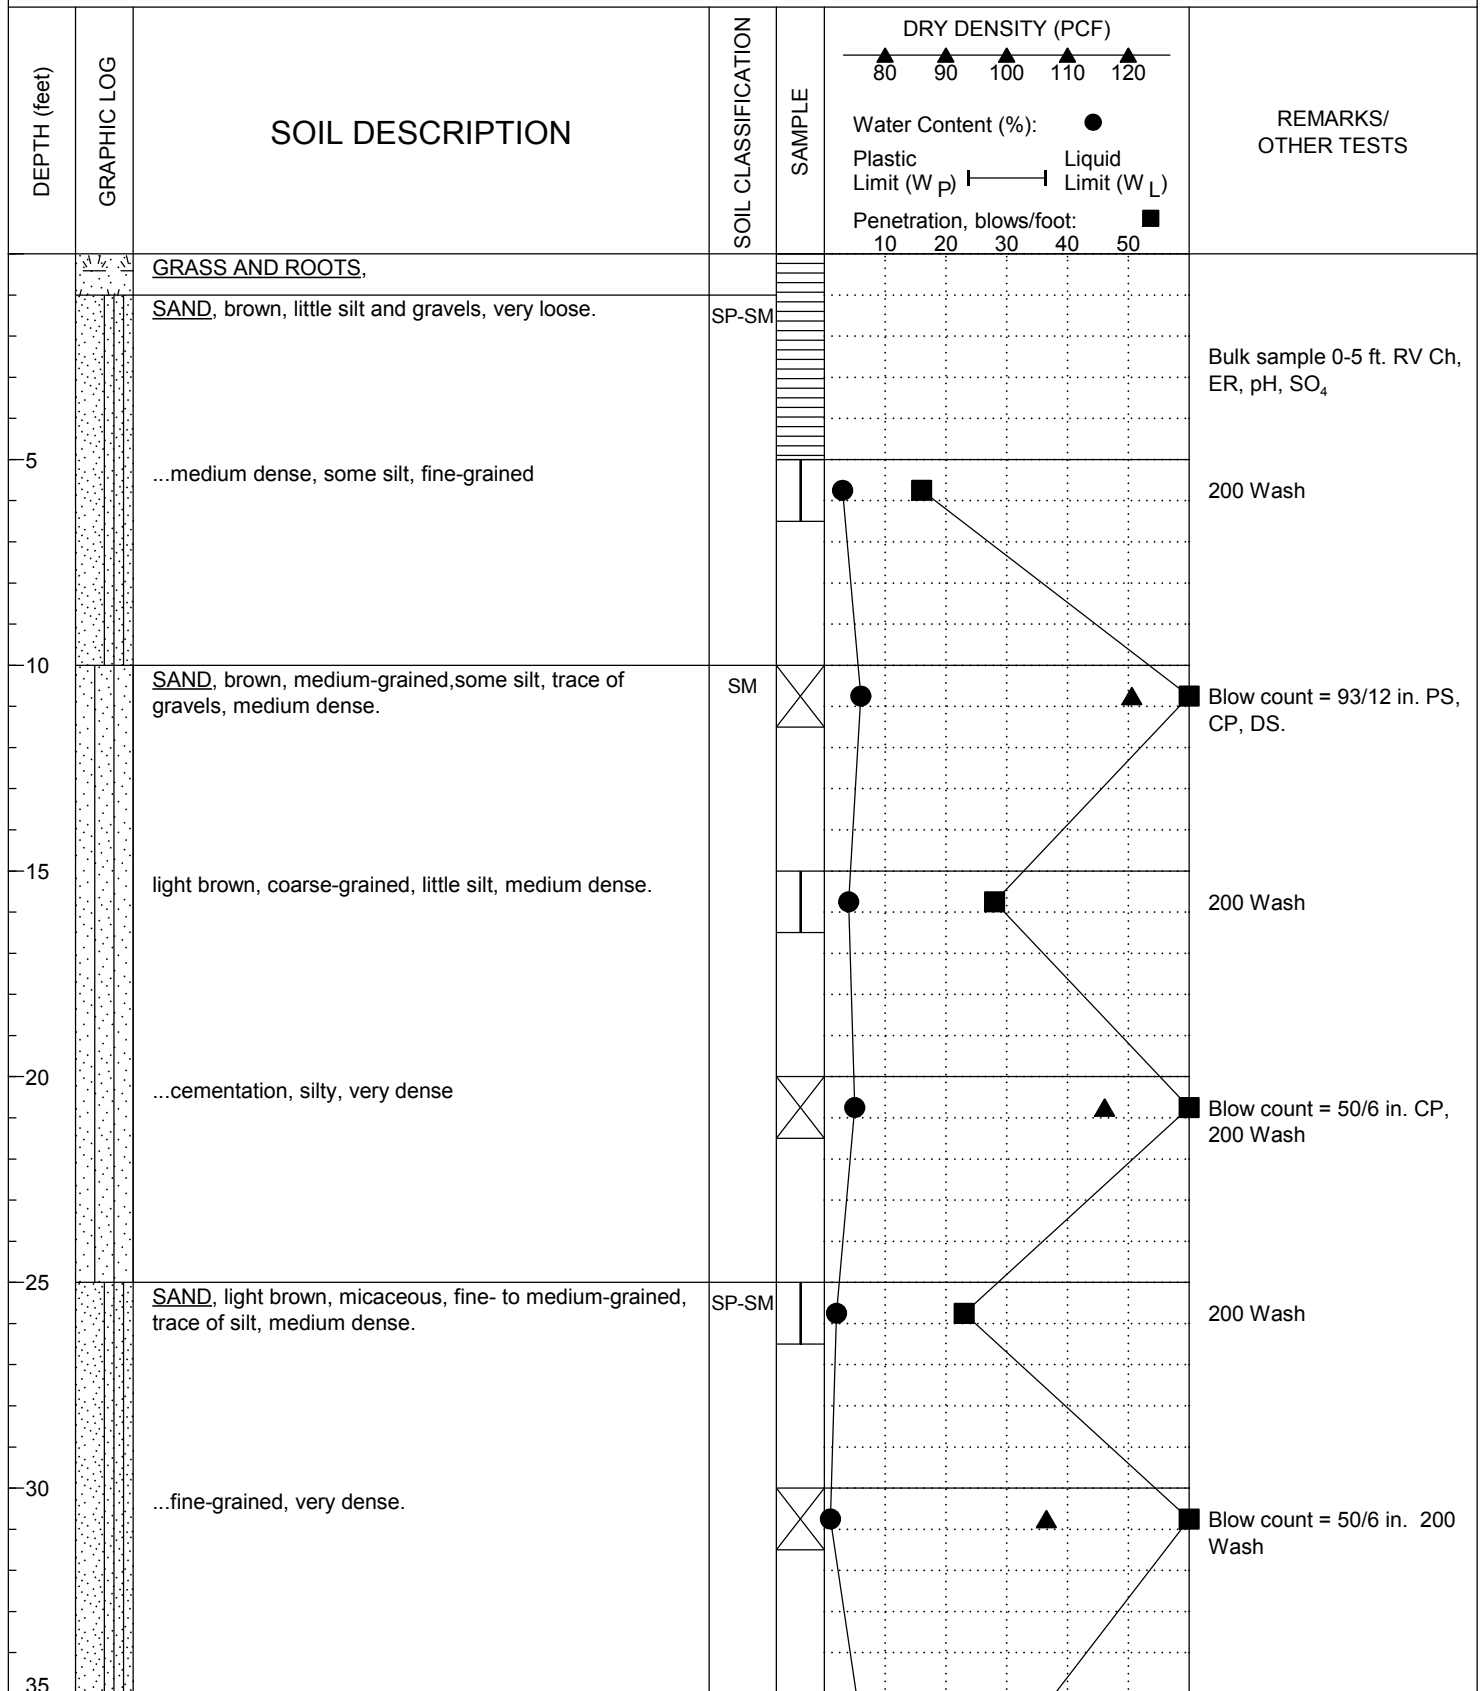 DEPTH (feet)
GRAPHIC LOG
SOIL DESCRIPTION
SOIL CLASSIFICATION
SAMPLE
DRY DENSITY (PCF)
80 90 100 110 120
Water Content (%):
Plastic Limit (W P)
Liquid Limit (W L)
Penetration, blows/foot:
10 20 30 40 50
REMARKS/
OTHER TESTS
GRASS AND ROOTS,
SAND, brown, little silt and gravels, very loose.
SP-SM
Bulk sample 0-5 ft. RV Ch,
ER, pH, SO₄
5
...medium dense, some silt, fine-grained
200 Wash
10
SAND, brown, medium-grained,some silt, trace of
gravels, medium dense.
SM
Blow count = 93/12 in. PS,
CP, DS.
15
light brown, coarse-grained, little silt, medium dense.
200 Wash
20
...cementation, silty, very dense
Blow count = 50/6 in. CP,
200 Wash
25
SAND, light brown, micaceous, fine- to medium-grained,
trace of silt, medium dense.
SP-SM
200 Wash
30
...fine-grained, very dense.
Blow count = 50/6 in. 200
Wash
35